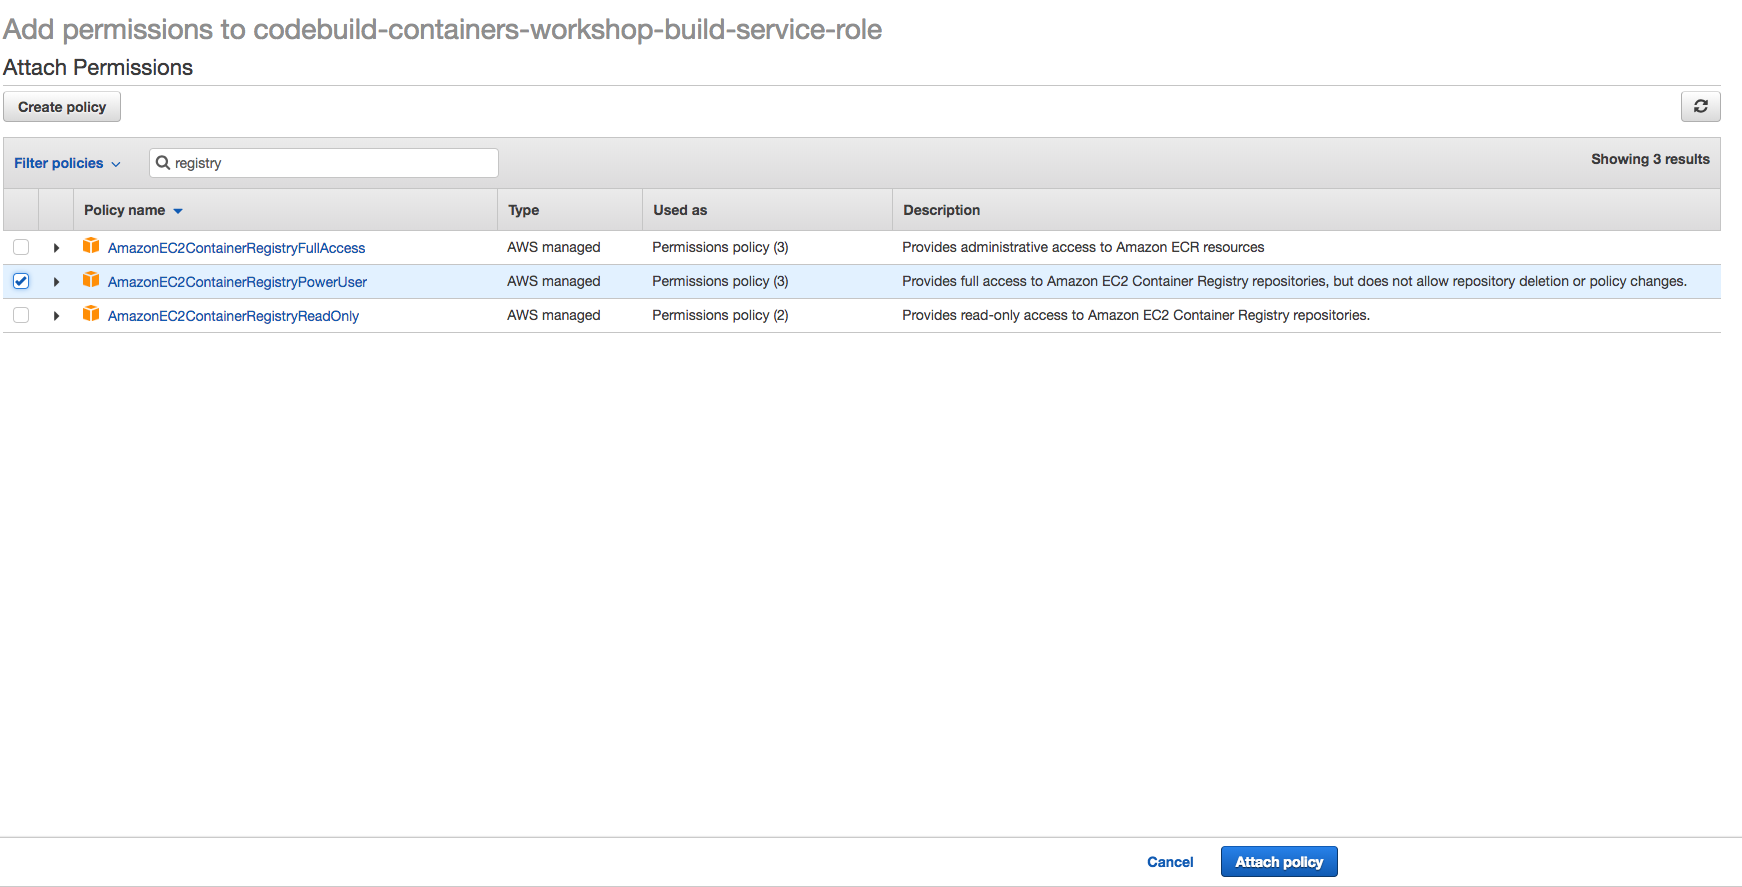 Add permissions to codebuild-containers-workshop-build-service-role
Attach Permissions
Create policy
Filter policies registry Showing 3 results
Policy name Type Used as Description
AmazonEC2ContainerRegistryFullAccess AWS managed Permissions policy (3) Provides administrative access to Amazon ECR resources
AmazonEC2ContainerRegistryPowerUser AWS managed Permissions policy (3) Provides full access to Amazon EC2 Container Registry repositories, but does not allow repository deletion or policy changes.
AmazonEC2ContainerRegistryReadOnly AWS managed Permissions policy (2) Provides read-only access to Amazon EC2 Container Registry repositories.
Cancel Attach policy